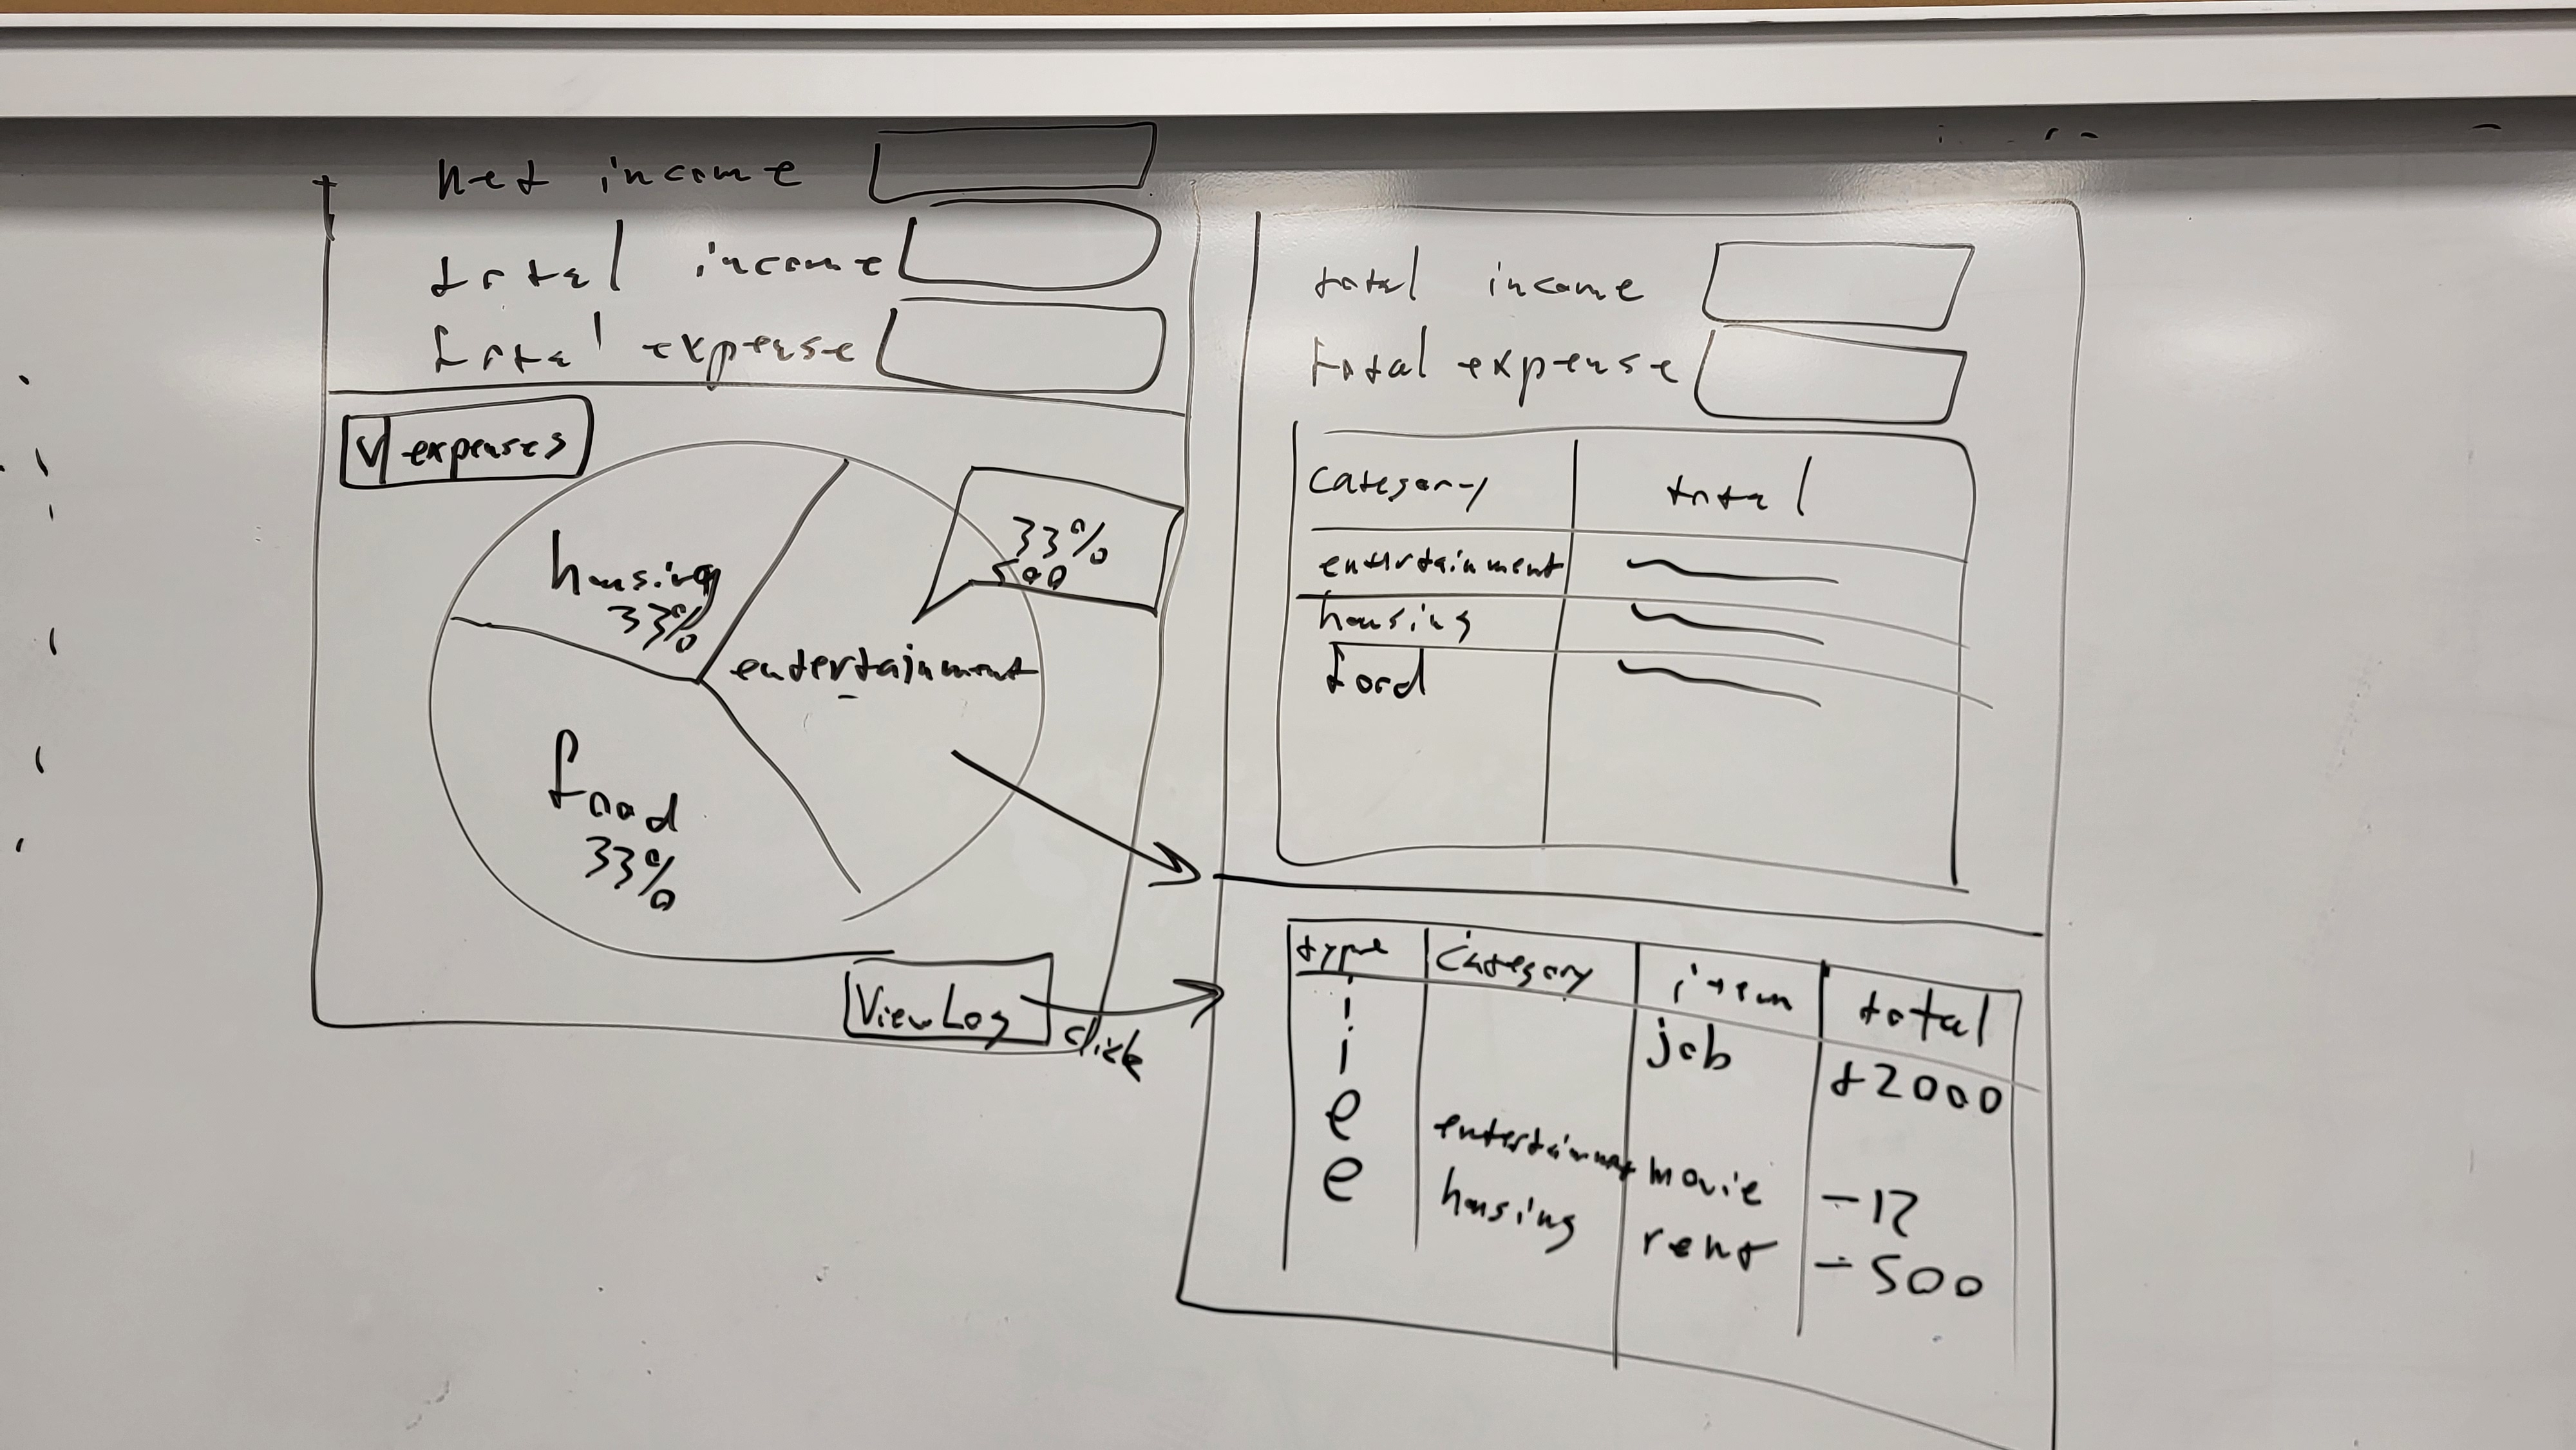 net income
total income
total expense
V expenses
housing
33%
33%
500
entertainment
food
33%
View Log
click
total income
total expense
category total
entertainment
housing
food
type category item total
i job +2000
i
e entertainment movie -12
e housing rent -500